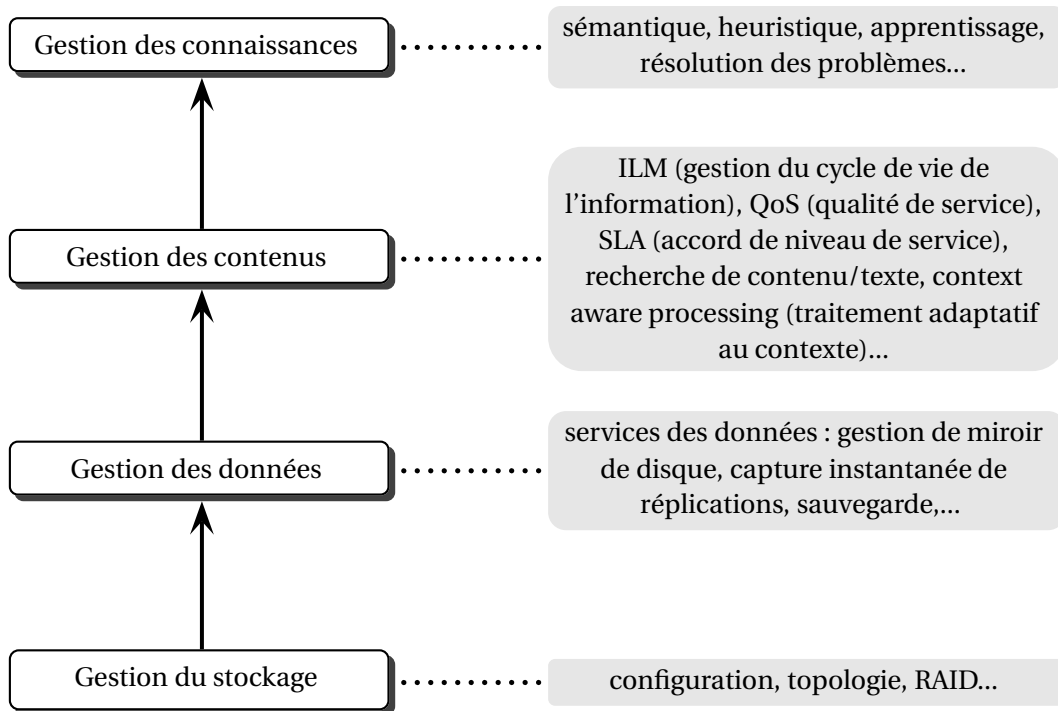 Gestion des connaissances
sémantique, heuristique, apprentissage,
résolution des problèmes...
Gestion des contenus
ILM (gestion du cycle de vie de
l'information), QoS (qualité de service),
SLA (accord de niveau de service),
recherche de contenu/texte, context
aware processing (traitement adaptatif
au contexte)...
Gestion des données
services des données : gestion de miroir
de disque, capture instantanée de
réplications, sauvegarde,...
Gestion du stockage
configuration, topologie, RAID...